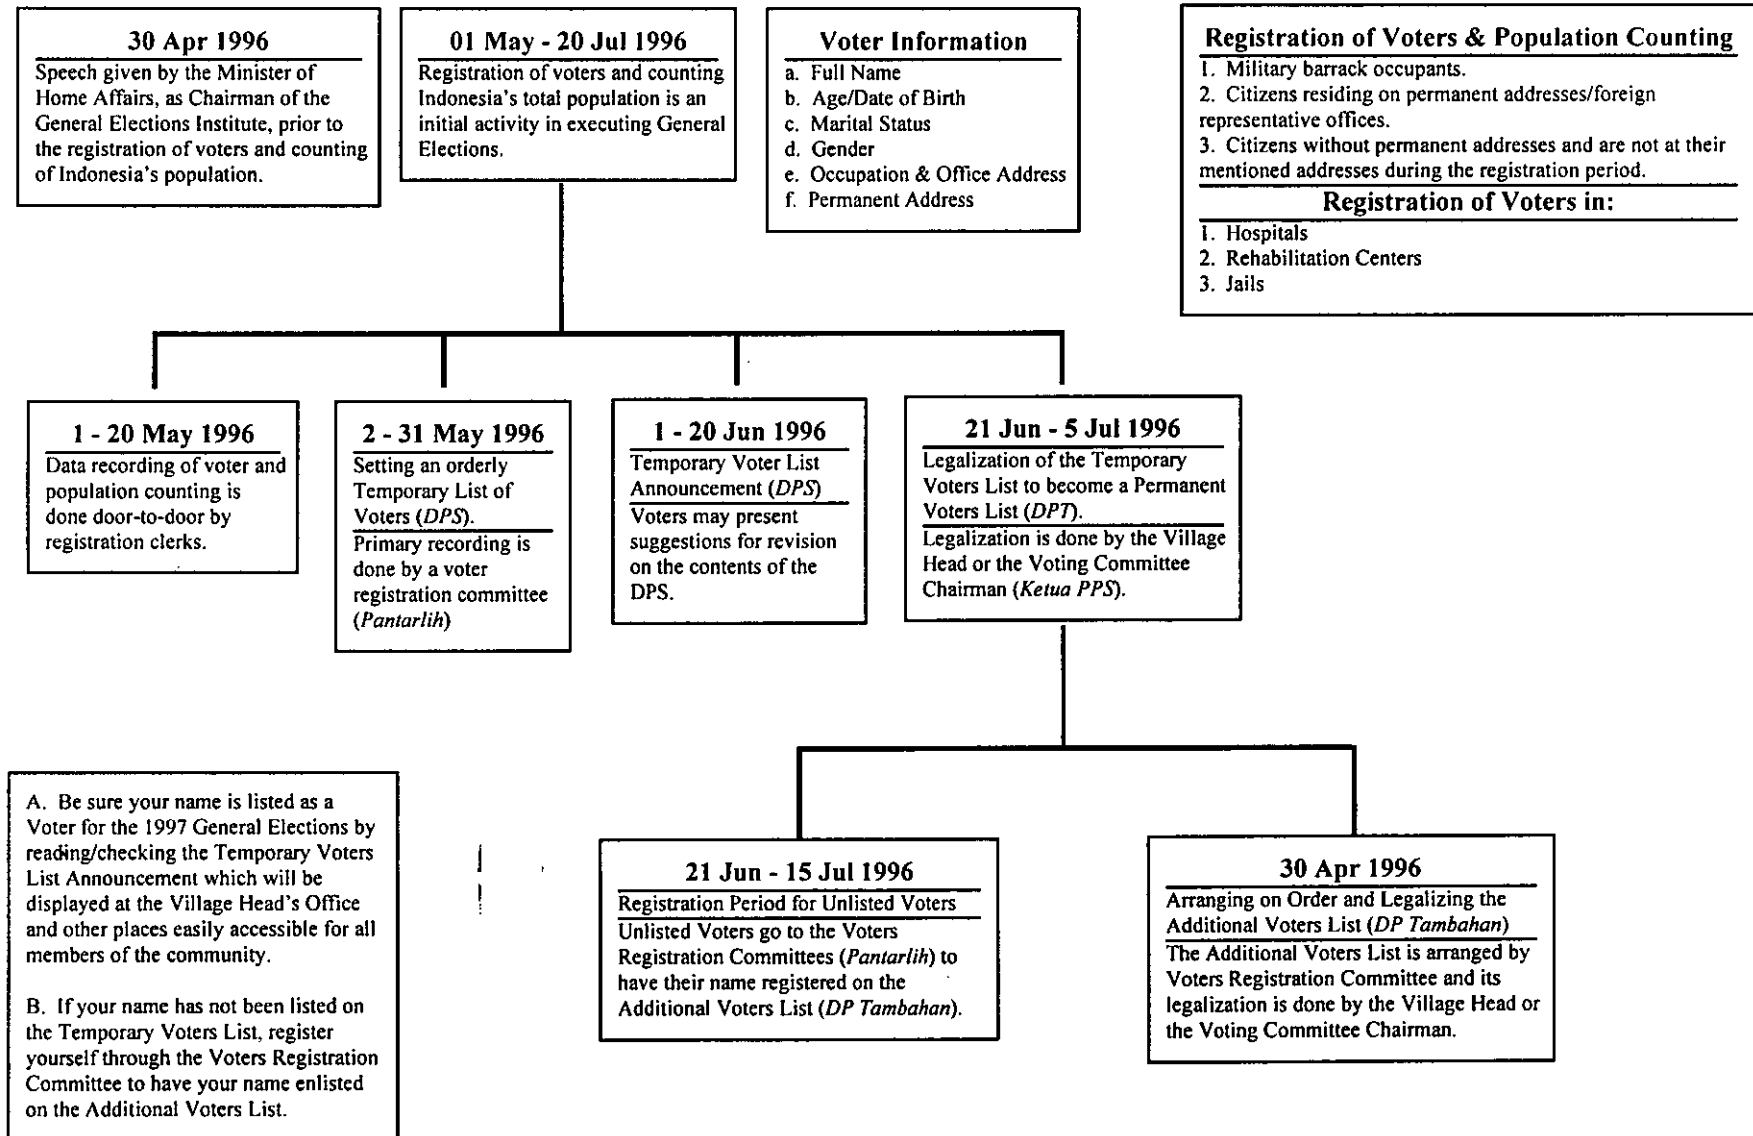 30 Apr 1996
Speech given by the Minister of
Home Affairs, as Chairman of the
General Elections Institute, prior to
the registration of voters and counting
of Indonesia's population.
01 May - 20 Jul 1996
Registration of voters and counting
Indonesia's total population is an
initial activity in executing General
Elections.
Voter Information
a. Full Name
b. Age/Date of Birth
c. Marital Status
d. Gender
e. Occupation & Office Address
f. Permanent Address
Registration of Voters & Population Counting
1. Military barrack occupants.
2. Citizens residing on permanent addresses/foreign
representative offices.
3. Citizens without permanent addresses and are not at their
mentioned addresses during the registration period.
Registration of Voters in:
1. Hospitals
2. Rehabilitation Centers
3. Jails
1 - 20 May 1996
Data recording of voter and
population counting is
done door-to-door by
registration clerks.
2 - 31 May 1996
Setting an orderly
Temporary List of
Voters (DPS).
Primary recording is
done by a voter
registration committee
(Pantarlih)
1 - 20 Jun 1996
Temporary Voter List
Announcement (DPS)
Voters may present
suggestions for revision
on the contents of the
DPS.
21 Jun - 5 Jul 1996
Legalization of the Temporary
Voters List to become a Permanent
Voters List (DPT).
Legalization is done by the Village
Head or the Voting Committee
Chairman (Ketua PPS).
A. Be sure your name is listed as a
Voter for the 1997 General Elections by
reading/checking the Temporary Voters
List Announcement which will be
displayed at the Village Head's Office
and other places easily accessible for all
members of the community.
B. If your name has not been listed on
the Temporary Voters List, register
yourself through the Voters Registration
Committee to have your name enlisted
on the Additional Voters List.
21 Jun - 15 Jul 1996
Registration Period for Unlisted Voters
Unlisted Voters go to the Voters
Registration Committees (Pantarlih) to
have their name registered on the
Additional Voters List (DP Tambahan).
30 Apr 1996
Arranging on Order and Legalizing the
Additional Voters List (DP Tambahan)
The Additional Voters List is arranged by
Voters Registration Committee and its
legalization is done by the Village Head or
the Voting Committee Chairman.